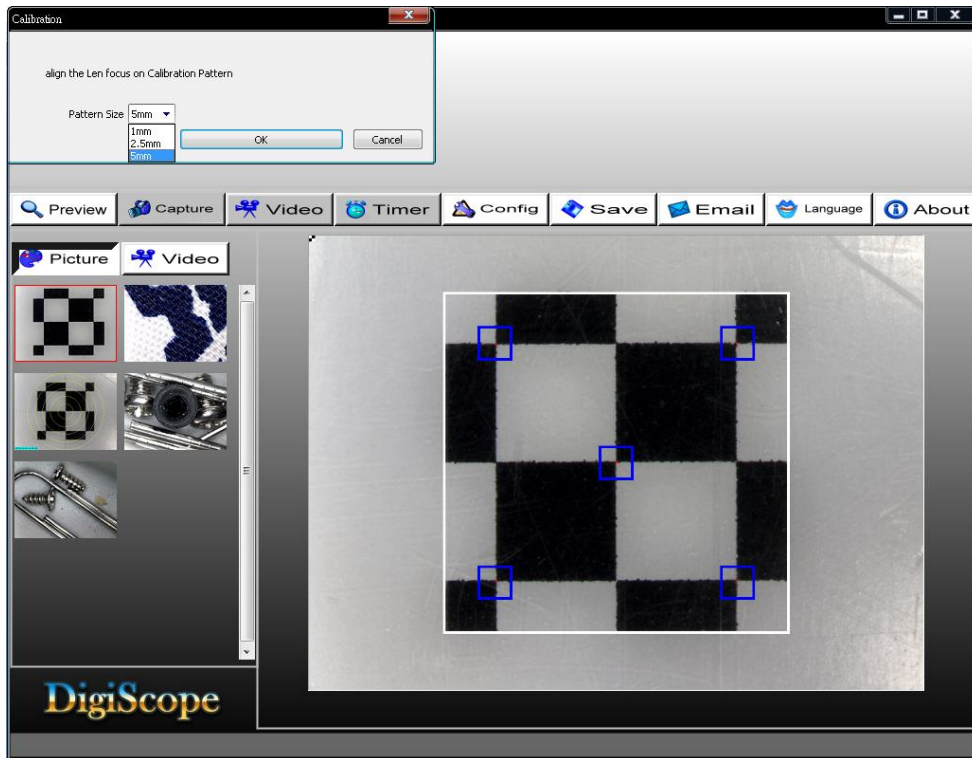 Calibration
align the Len focus on Calibration Pattern
Pattern Size 5mm
1mm
2.5mm
5mm
OK Cancel
Preview Capture Video Timer Config Save Email Language About
Picture Video
DigiScope